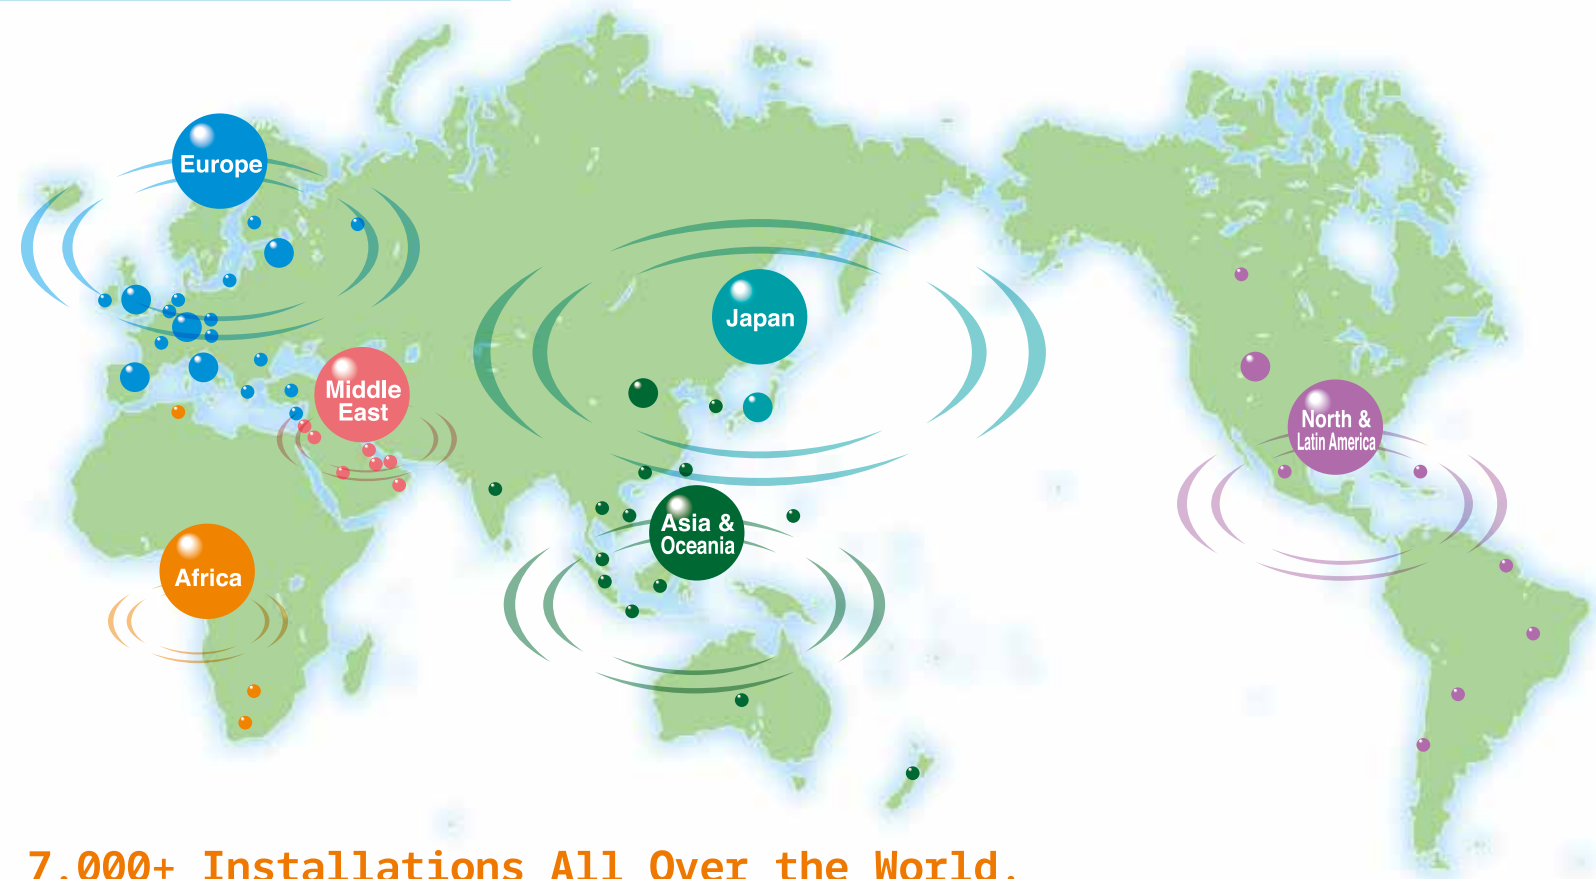 Europe
Japan
Middle
East
North &
Latin America
Asia &
Oceania
Africa
7,000+ Installations All Over the World.